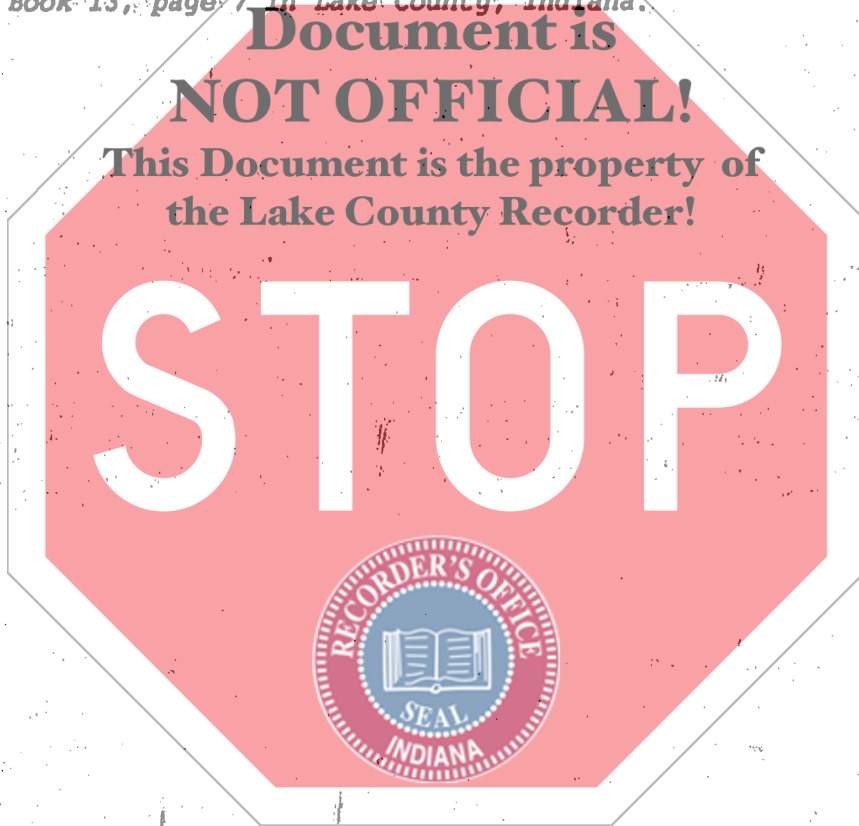 Book 13, page 7 in Lake County, Indiana.
Document is
NOT OFFICIAL!
This Document is the property of
the Lake County Recorder!
STOP
RECORDER'S OFFICE
SEAL
INDIANA